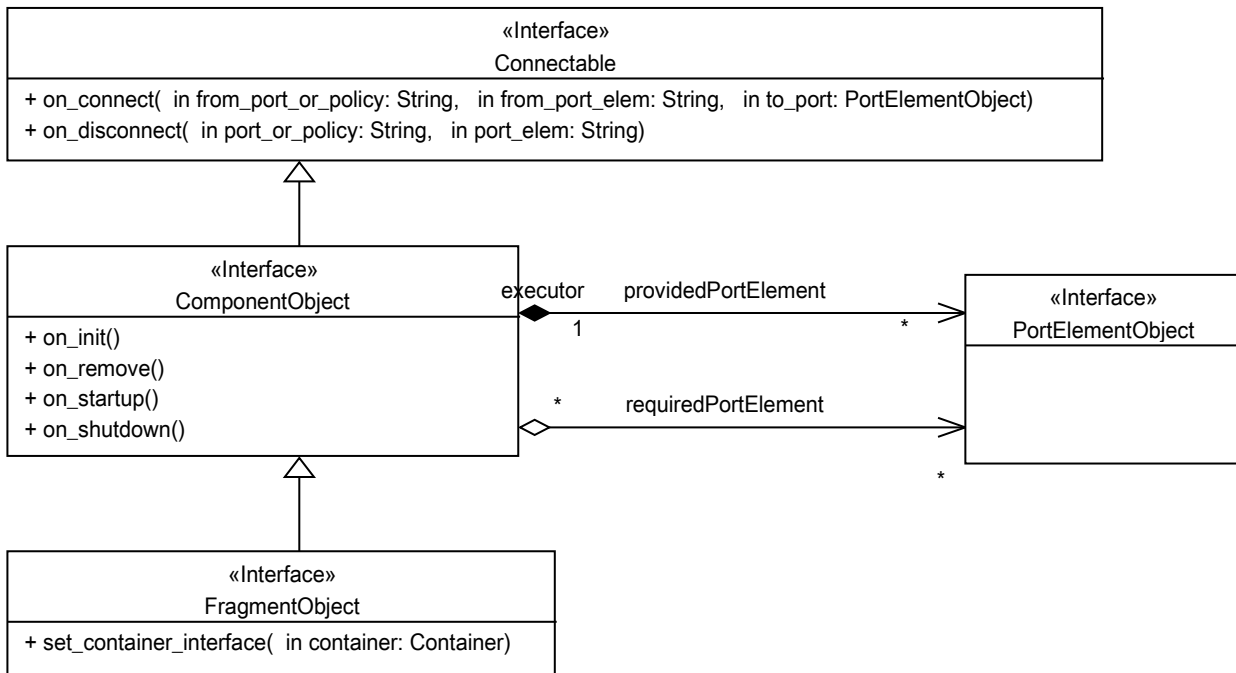 «Interface»
Connectable
+ on_connect( in from_port_or_policy: String, in from_port_elem: String, in to_port: PortElementObject)
+ on_disconnect( in port_or_policy: String, in port_elem: String)
«Interface»
ComponentObject
+ on_init()
+ on_remove()
+ on_startup()
+ on_shutdown()
executor providedPortElement
1 *
* requiredPortElement
*
«Interface»
PortElementObject
«Interface»
FragmentObject
+ set_container_interface( in container: Container)